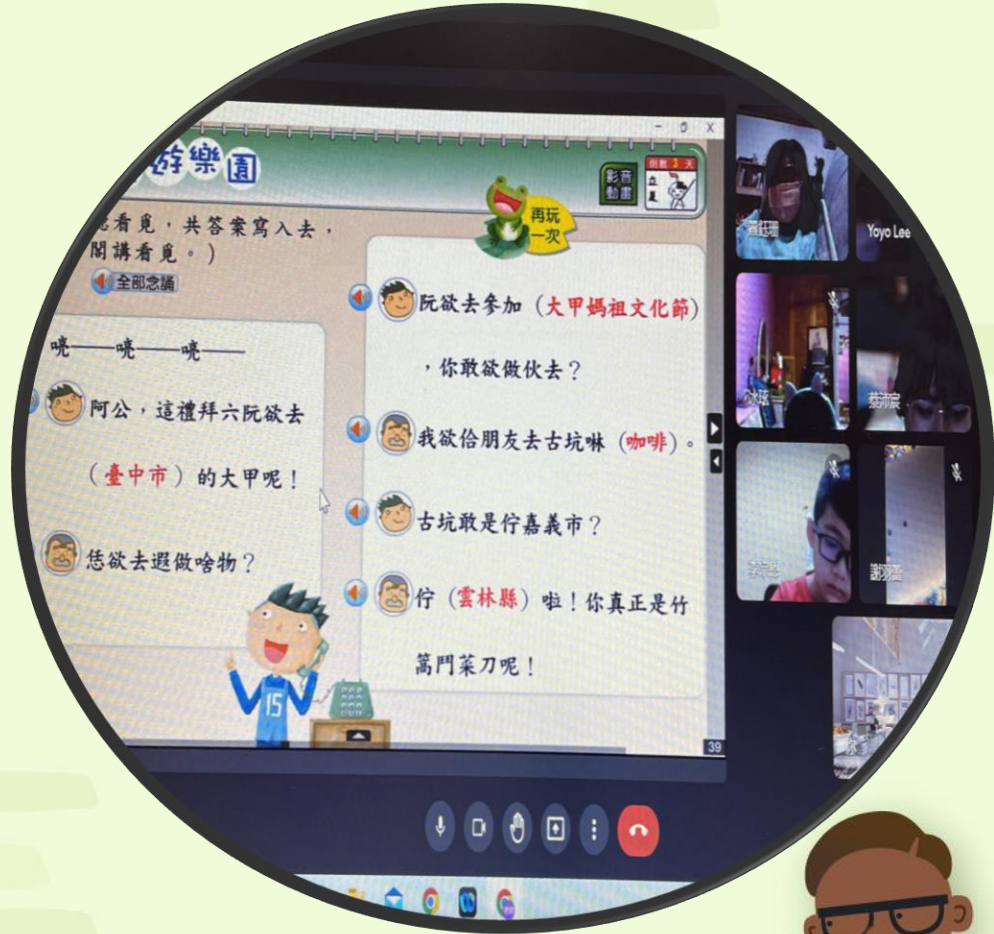 遊樂園
看覓，共答案寫入去，
閣講看覓。）
全部念誦
嘵——嘵——嘵——
阿公，這禮拜六阮欲去
（臺中市）的大甲呢！
恁欲去遐做啥物？
影音
動畫
倒數3天
立
夏
再玩
一次
阮欲去參加（大甲媽祖文化節）
，你敢欲做伙去？
我欲佮朋友去古坑啉（咖啡）。
古坑敢是佇嘉義市？
佇（雲林縣）啦！你真正是竹
篙鬥菜刀呢！
15
39
Yoyo Lee